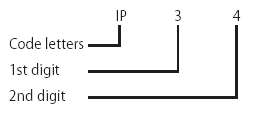 IP 3 4
Code letters
1st digit
2nd digit